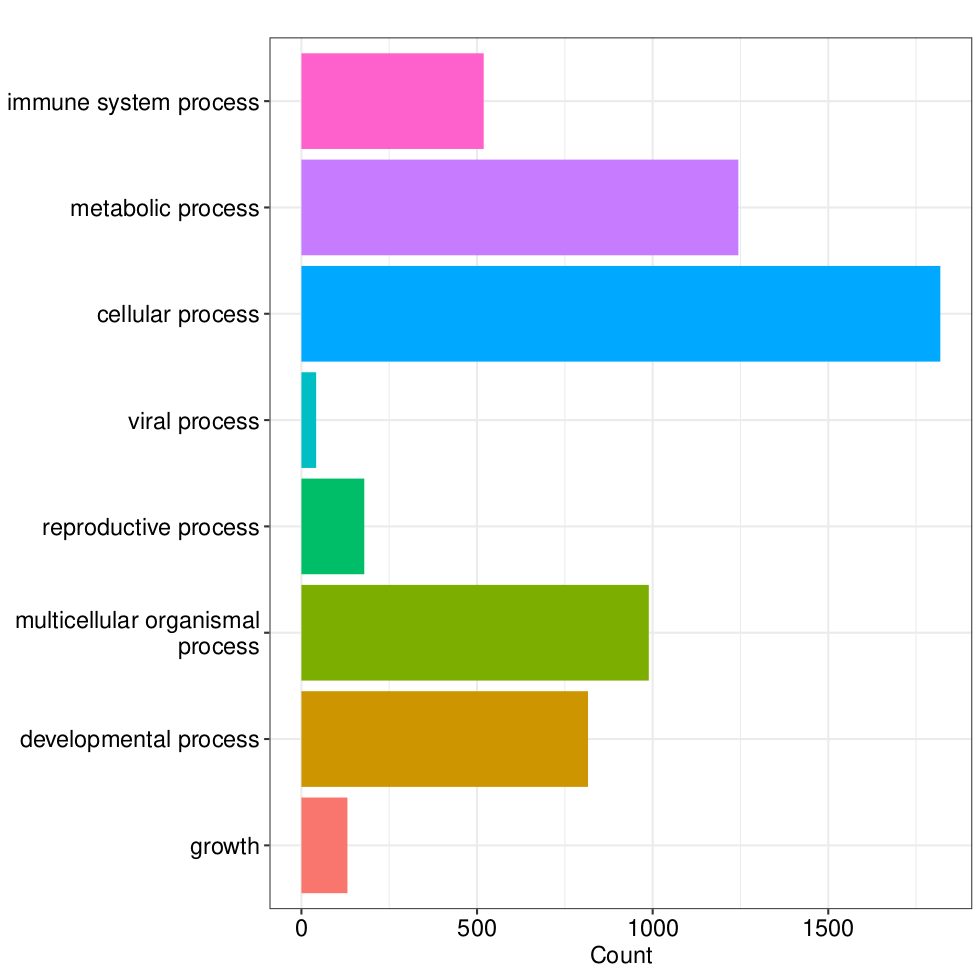 immune system process
metabolic process
cellular process
viral process
reproductive process
multicellular organismal
process
developmental process
growth
0 500 1000 1500
Count